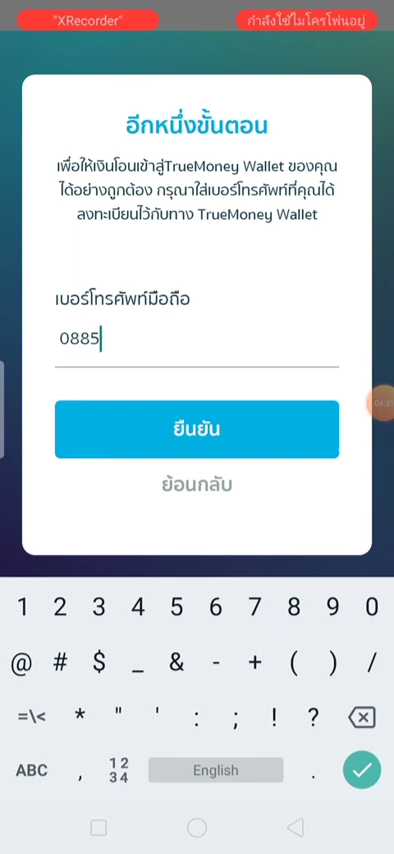 "XRecorder"
กำลังใช้ไมโครโฟนอยู่
อีกหนึ่งขั้นตอน
เพื่อให้เงินโอนเข้าสู่TrueMoney Wallet ของคุณ
ได้อย่างถูกต้อง กรุณาใส่เบอร์โทรศัพท์ที่คุณได้
ลงทะเบียนไว้กับทาง TrueMoney Wallet
เบอร์โทรศัพท์มือถือ
0885
ยืนยัน
ย้อนกลับ
1 2 3 4 5 6 7 8 9 0
@ # $ _ & - + ( ) /
=\< * " ' : ; ! ?
ABC , 12 34 English .